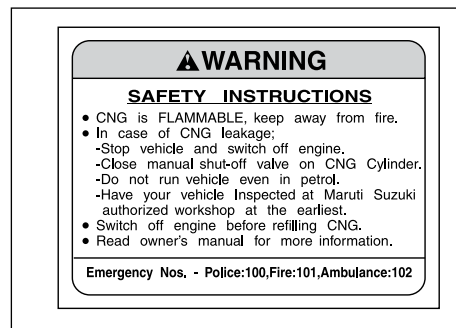 ⚠WARNING
SAFETY INSTRUCTIONS
● CNG is FLAMMABLE, keep away from fire.
● In case of CNG leakage;
-Stop vehicle and switch off engine.
-Close manual shut-off valve on CNG Cylinder.
-Do not run vehicle even in petrol.
-Have your vehicle Inspected at Maruti Suzuki
authorized workshop at the earliest.
● Switch off engine before refilling CNG.
● Read owner's manual for more information.
Emergency Nos. - Police:100,Fire:101,Ambulance:102